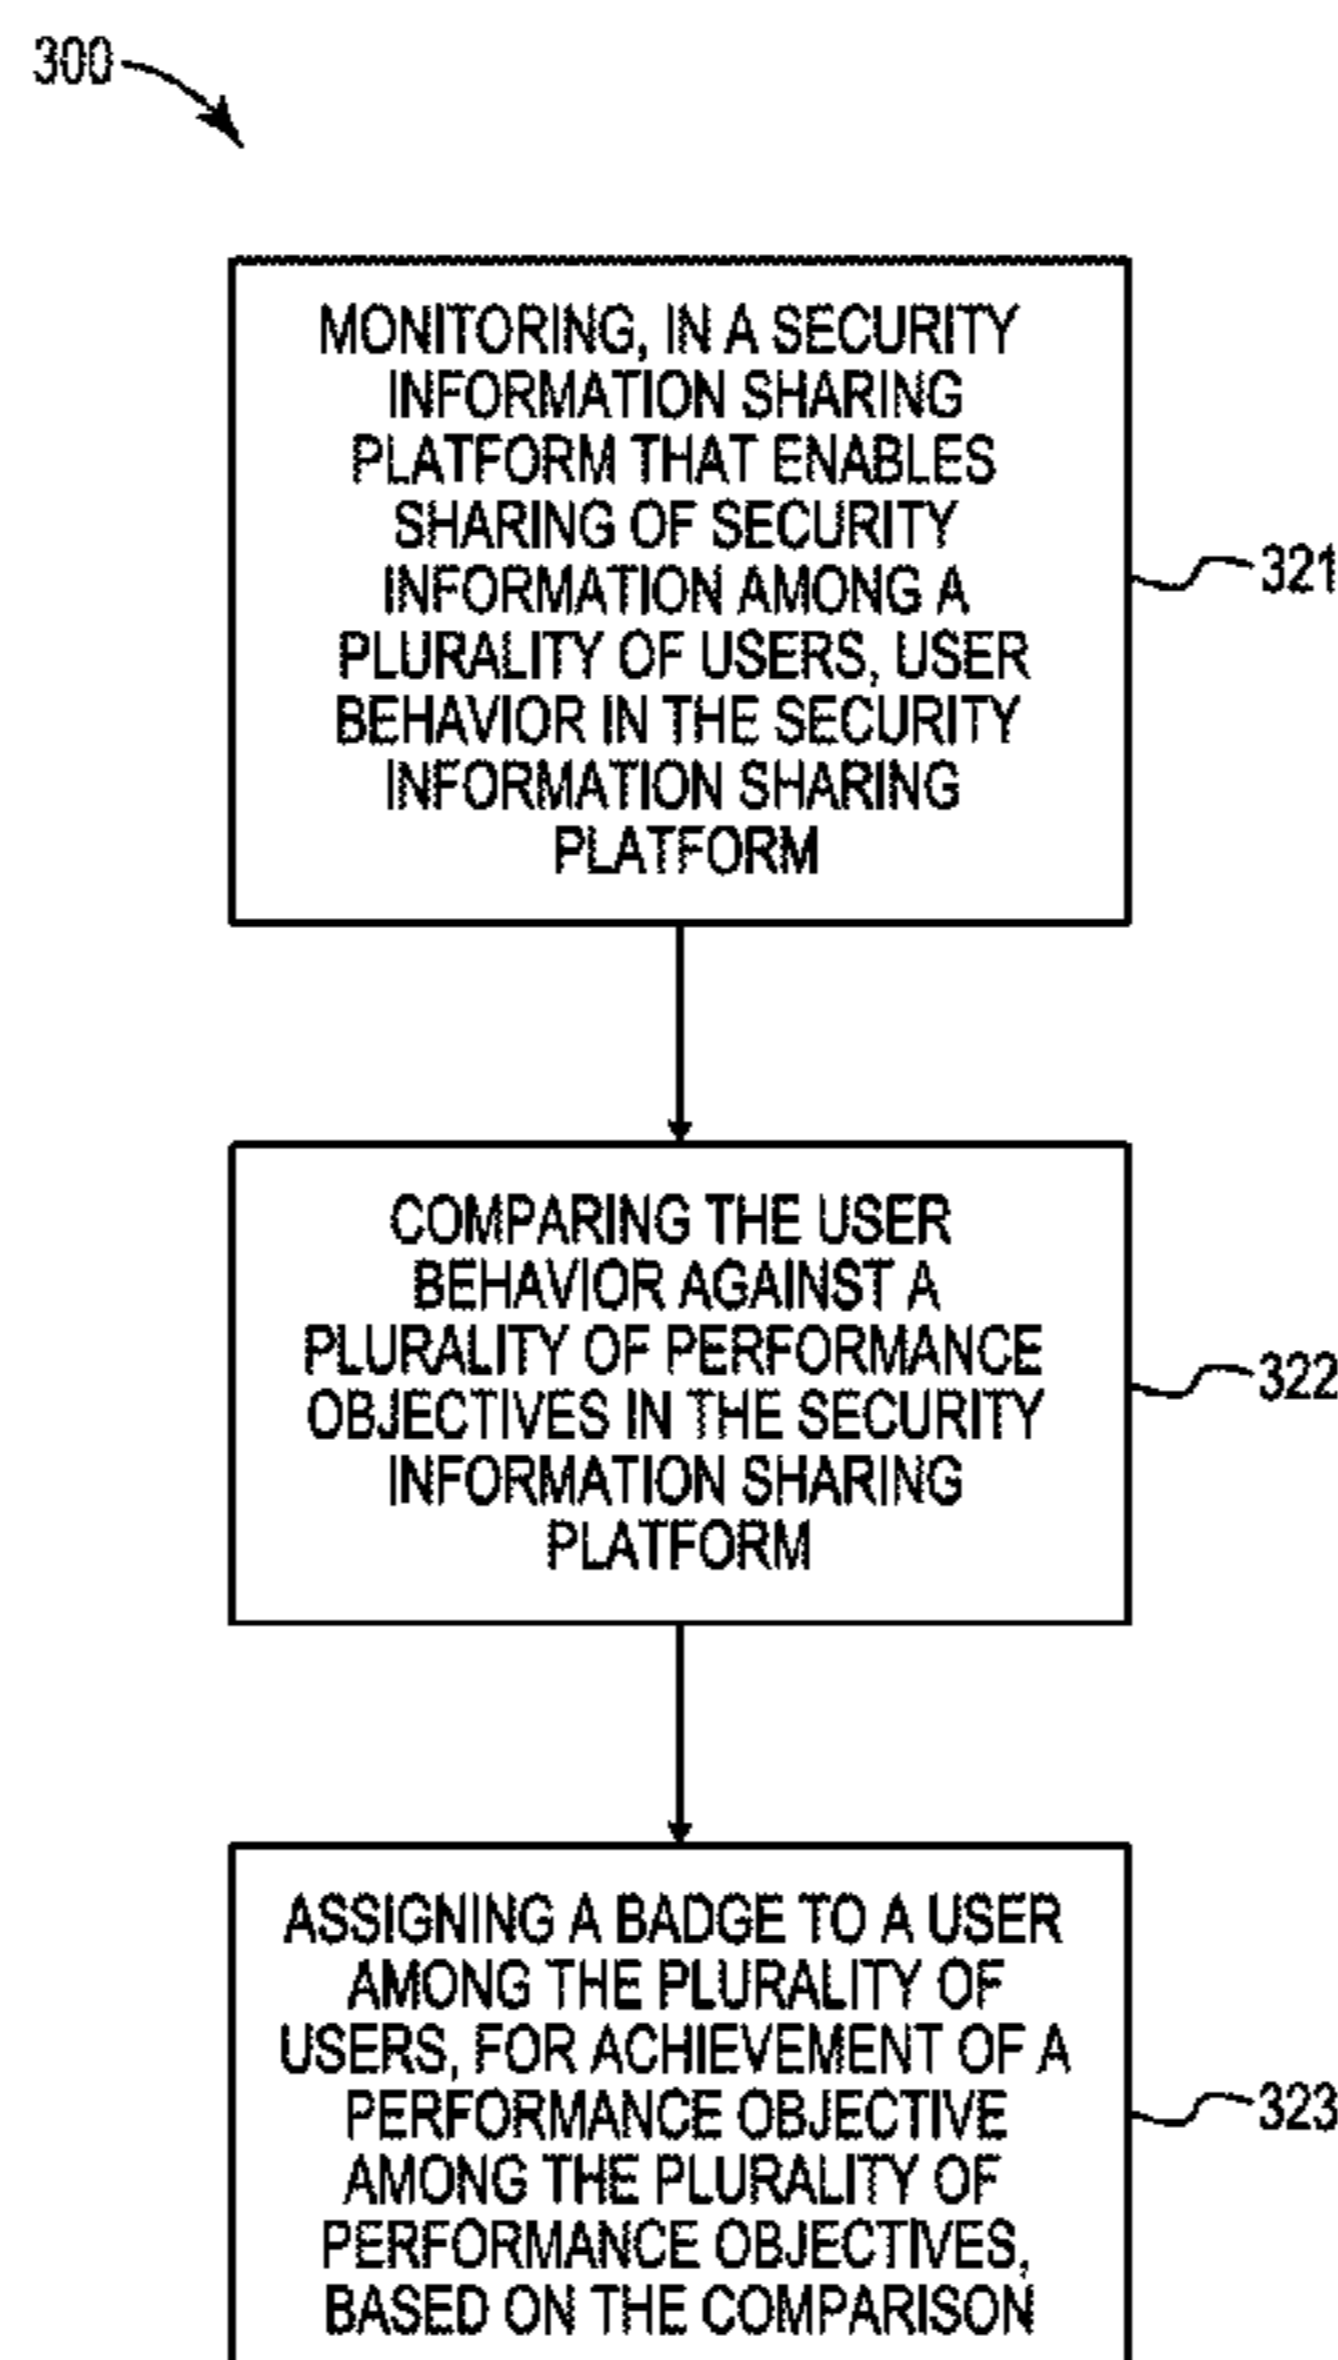 300
MONITORING, IN A SECURITY
INFORMATION SHARING
PLATFORM THAT ENABLES
SHARING OF SECURITY
INFORMATION AMONG A
PLURALITY OF USERS, USER
BEHAVIOR IN THE SECURITY
INFORMATION SHARING
PLATFORM
321
COMPARING THE USER
BEHAVIOR AGAINST A
PLURALITY OF PERFORMANCE
OBJECTIVES IN THE SECURITY
INFORMATION SHARING
PLATFORM
322
ASSIGNING A BADGE TO A USER
AMONG THE PLURALITY OF
USERS, FOR ACHIEVEMENT OF A
PERFORMANCE OBJECTIVE
AMONG THE PLURALITY OF
PERFORMANCE OBJECTIVES,
BASED ON THE COMPARISON
323